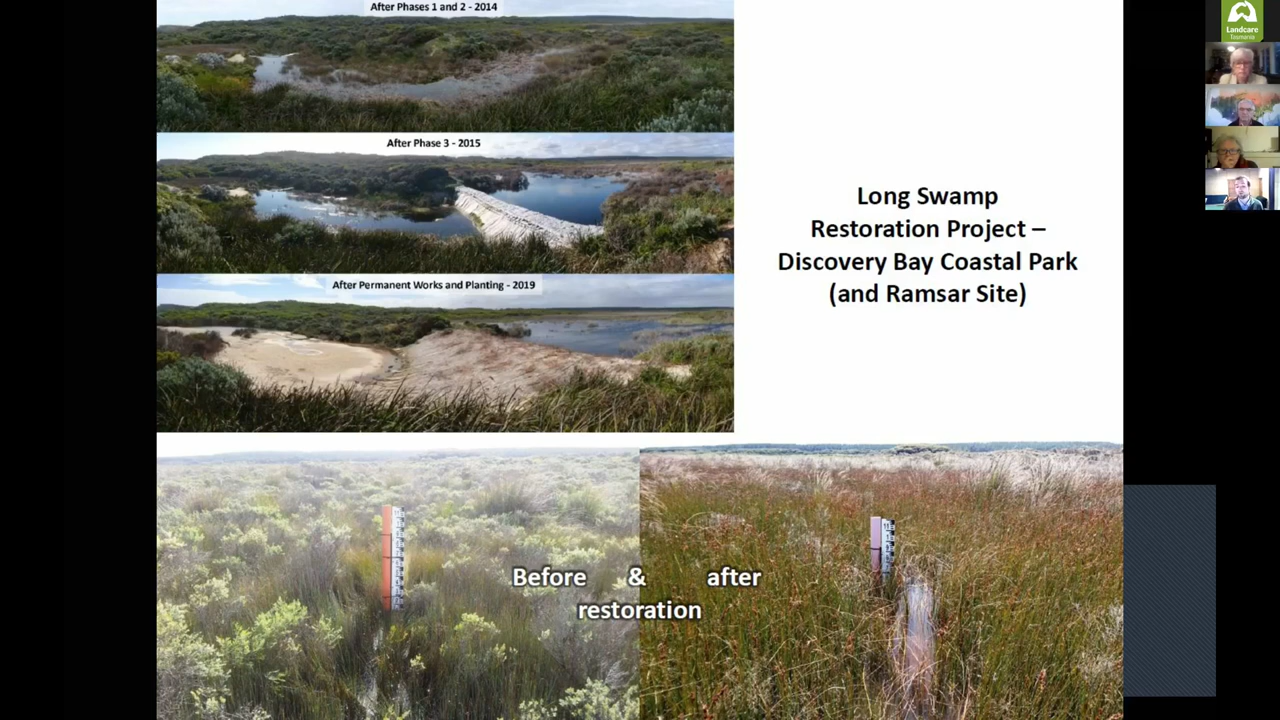 After Phases 1 and 2 - 2014
After Phase 3 - 2015
After Permanent Works and Planting - 2019
Long Swamp
Restoration Project –
Discovery Bay Coastal Park
(and Ramsar Site)
Before & after
restoration
Landcare
Tasmania